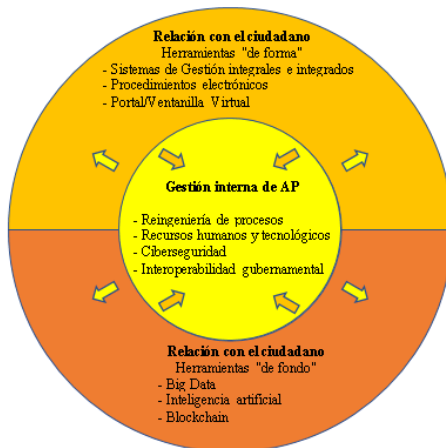 Relación con el ciudadano
Herramientas "de forma"
- Sistemas de Gestión integrales e integrados
- Procedimientos electrónicos
- Portal/Ventanilla Virtual
Gestión interna de AP
- Reingeniería de procesos
- Recursos humanos y tecnológicos
- Ciberseguridad
- Interoperabilidad gubernamental
Relación con el ciudadano
Herramientas "de fondo"
- Big Data
- Inteligencia artificial
- Blockchain